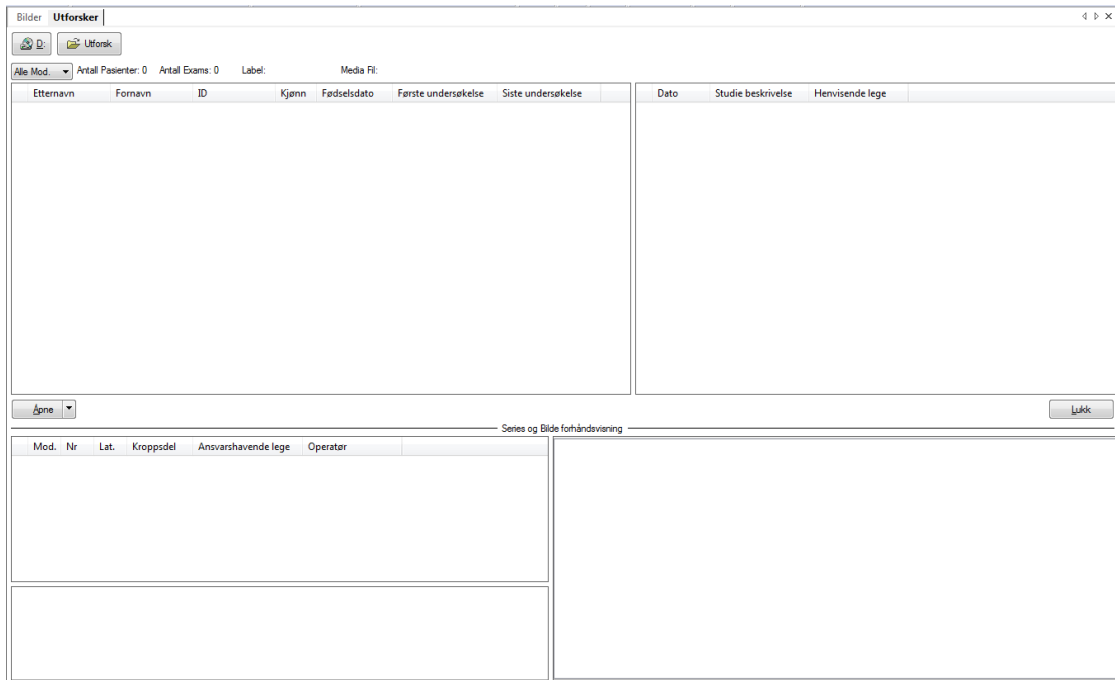 Bilder Utforsker
D: Utforsk
Alle Mod. Antall Pasienter: 0 Antall Exams: 0 Label: Media Fil:
Etternavn Fornavn ID Kjønn Fødselsdato Første undersøkelse Siste undersøkelse Dato Studie beskrivelse Henvisende lege
Åpne Lukk
Series og Bilde forhåndsvisning
Mod. Nr Lat. Kroppsdel Ansvarshavende lege Operatør